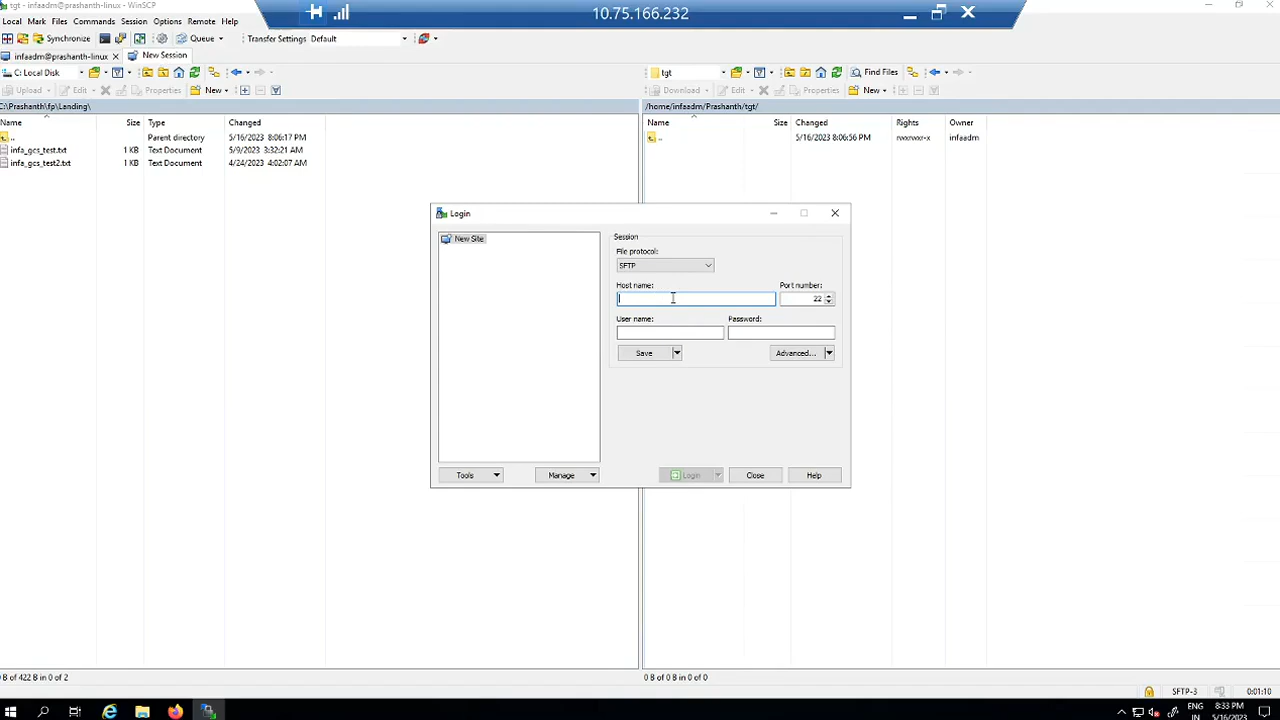 tgt - infaadm@prashanth-linux - WinSCP
10.75.166.232
Local Mark Files Commands Session Options Remote Help
Synchronize Queue Transfer Settings Default
infaadm@prashanth-linux New Session
C: Local Disk tgt Find Files
Upload Edit Properties New Download Edit Properties New
C:\Prashanth\fp\Landing\ /home/infaadm/Prashanth/tgt/
Name Size Type Changed Name Size Changed Rights Owner
.. Parent directory 5/16/2023 8:06:17 PM .. 5/16/2023 8:06:56 PM rwxrwxr-x infaadm
infa_gcs_test.txt 1 KB Text Document 5/9/2023 3:32:21 AM
infa_gcs_test2.txt 1 KB Text Document 4/24/2023 4:02:07 AM
Login
New Site
Session
File protocol:
SFTP
Host name: Port number:
22
User name: Password:
Save Advanced...
Tools Manage Login Close Help
0 B of 422 B in 0 of 2 0 B of 0 B in 0 of 0
SFTP-3 0:01:10
ENG 8:33 PM
IN 5/16/2023